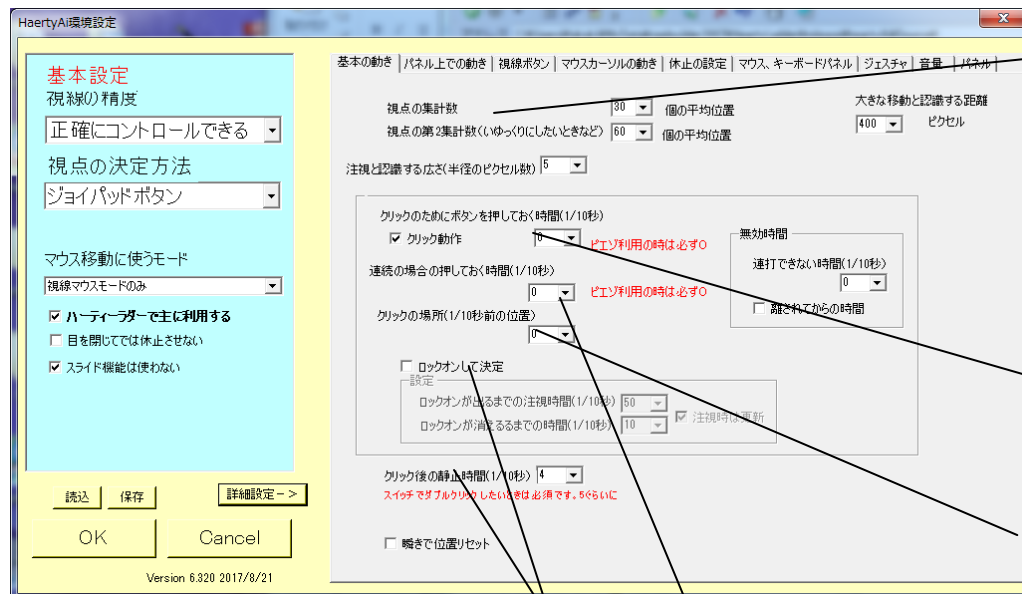 HaertyAi環境設定
基本設定
視線の精度
正確にコントロールできる
視点の決定方法
ジョイパッドボタン
マウス移動に使うモード
視線マウスモードのみ
ハーティーラダーで主に利用する
目を閉じてでは休止させない
スライド機能は使わない
読込 保存 詳細設定－＞
OK Cancel
Version 6.320 2017/8/21
基本の動き パネル上での動き 視線ボタン マウスカーソルの動き 休止の設定 マウス、キーボードパネル ジェスチャ 音量 パネル
視点の集計数 30 個の平均位置
視点の第2集計数(いゆっくりにしたいときなど) 60 個の平均位置
大きな移動と認識する距離
400 ピクセル
注視と認識する広さ(半径のピクセル数) 5
クリックのためにボタンを押しておく時間(1/10秒)
クリック動作 0 ピエゾ利用の時は必ず0
連続の場合の押しておく時間(1/10秒)
0 ピエゾ利用の時は必ず0
クリックの場所(1/10秒前の位置)
0
無効時間
連打できない時間(1/10秒)
0
離されてからの時間
ロックオンして決定
設定
ロックオンが出るまでの注視時間(1/10秒) 50
ロックオンが消えるるまでの時間(1/10秒) 10
注視時は更新
クリック後の静止時間(1/10秒) 4
スイッチでダブルクリックしたいときは必須です。5ぐらいに
瞬きで位置リセット